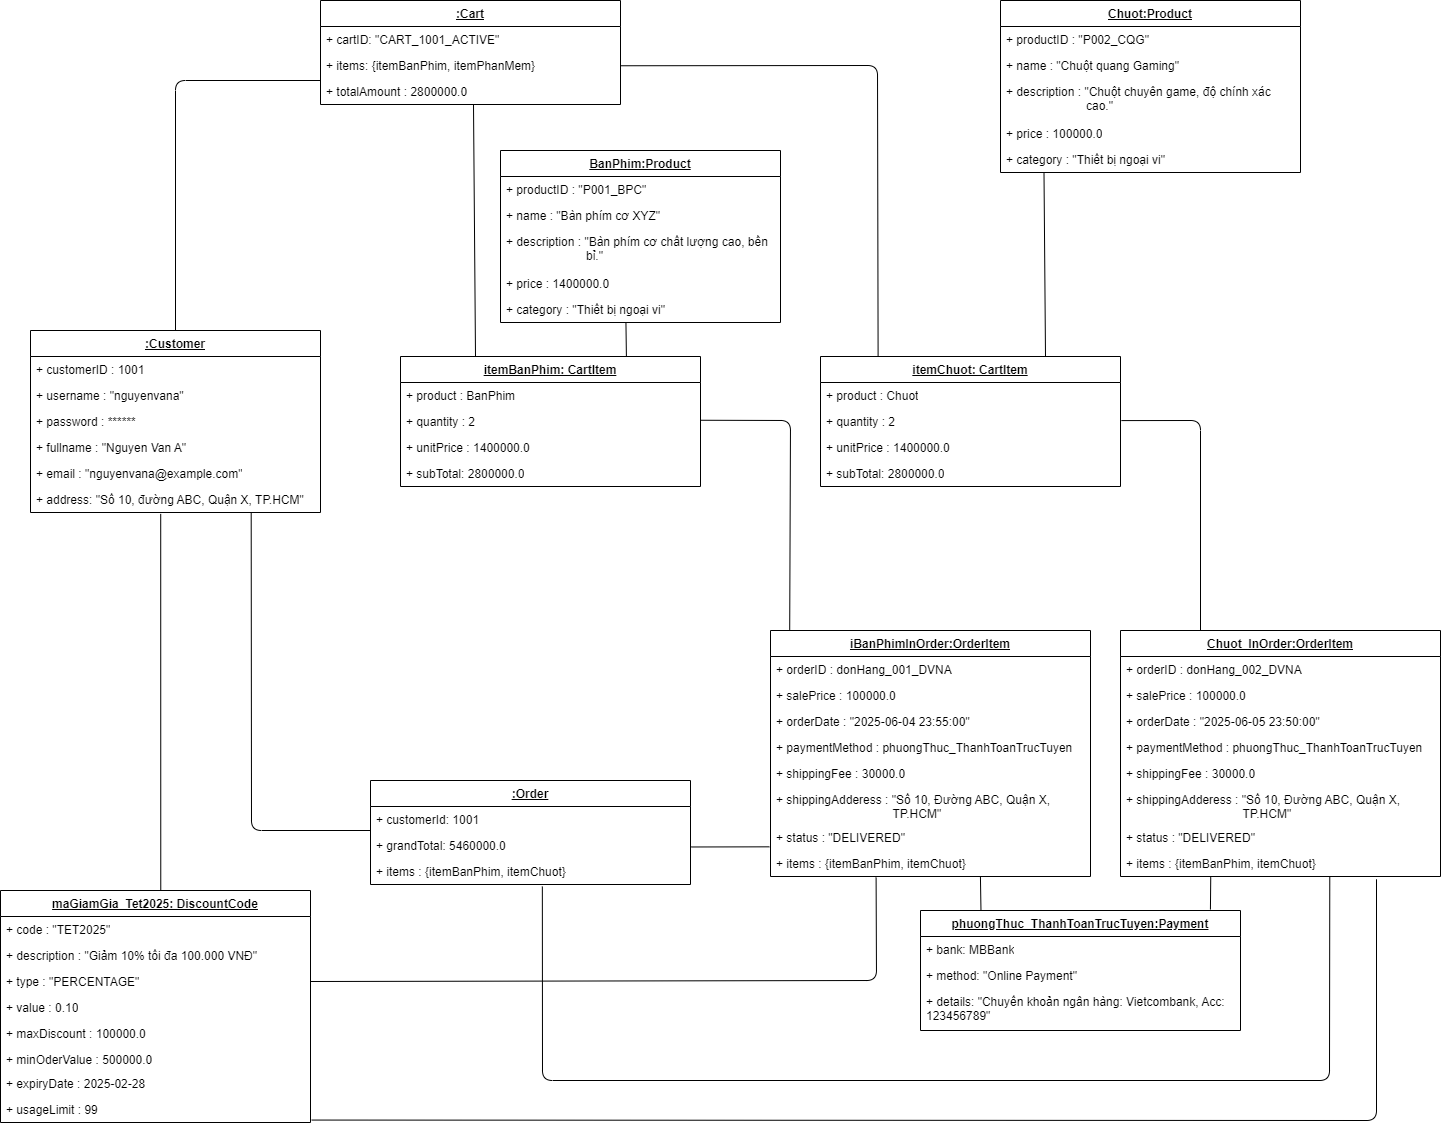 :Cart
+ cartID: "CART_1001_ACTIVE"
+ items: {itemBanPhim, itemPhanMem}
+ totalAmount : 2800000.0
Chuot:Product
+ productID : "P002_CQG"
+ name : "Chuột quang Gaming"
+ description : "Chuột chuyên game, độ chính xác
cao."
+ price : 100000.0
+ category : "Thiết bị ngoại vi"
BanPhim:Product
+ productID : "P001_BPC"
+ name : "Bàn phím cơ XYZ"
+ description : "Bàn phím cơ chất lượng cao, bền
bỉ."
+ price : 1400000.0
+ category : "Thiết bị ngoại vi"
:Customer
+ customerID : 1001
+ username : "nguyenvana"
+ password : ******
+ fullname : "Nguyen Van A"
+ email : "nguyenvana@example.com"
+ address: "Số 10, đường ABC, Quận X, TP.HCM"
itemBanPhim: CartItem
+ product : BanPhim
+ quantity : 2
+ unitPrice : 1400000.0
+ subTotal: 2800000.0
itemChuot: CartItem
+ product : Chuot
+ quantity : 2
+ unitPrice : 1400000.0
+ subTotal: 2800000.0
iBanPhimInOrder:OrderItem
+ orderID : donHang_001_DVNA
+ salePrice : 100000.0
+ orderDate : "2025-06-04 23:55:00"
+ paymentMethod : phuongThuc_ThanhToanTrucTuyen
+ shippingFee : 30000.0
+ shippingAdderess : "Số 10, Đường ABC, Quận X,
TP.HCM"
+ status : "DELIVERED"
+ items : {itemBanPhim, itemChuot}
Chuot_InOrder:OrderItem
+ orderID : donHang_002_DVNA
+ salePrice : 100000.0
+ orderDate : "2025-06-05 23:50:00"
+ paymentMethod : phuongThuc_ThanhToanTrucTuyen
+ shippingFee : 30000.0
+ shippingAdderess : "Số 10, Đường ABC, Quận X,
TP.HCM"
+ status : "DELIVERED"
+ items : {itemBanPhim, itemChuot}
:Order
+ customerId: 1001
+ grandTotal: 5460000.0
+ items : {itemBanPhim, itemChuot}
maGiamGia_Tet2025: DiscountCode
+ code : "TET2025"
+ description : "Giảm 10% tối đa 100.000 VNĐ"
+ type : "PERCENTAGE"
+ value : 0.10
+ maxDiscount : 100000.0
+ minOderValue : 500000.0
+ expiryDate : 2025-02-28
+ usageLimit : 99
phuongThuc_ThanhToanTrucTuyen:Payment
+ bank: MBBank
+ method: "Online Payment"
+ details: "Chuyển khoản ngân hàng: Vietcombank, Acc:
123456789"